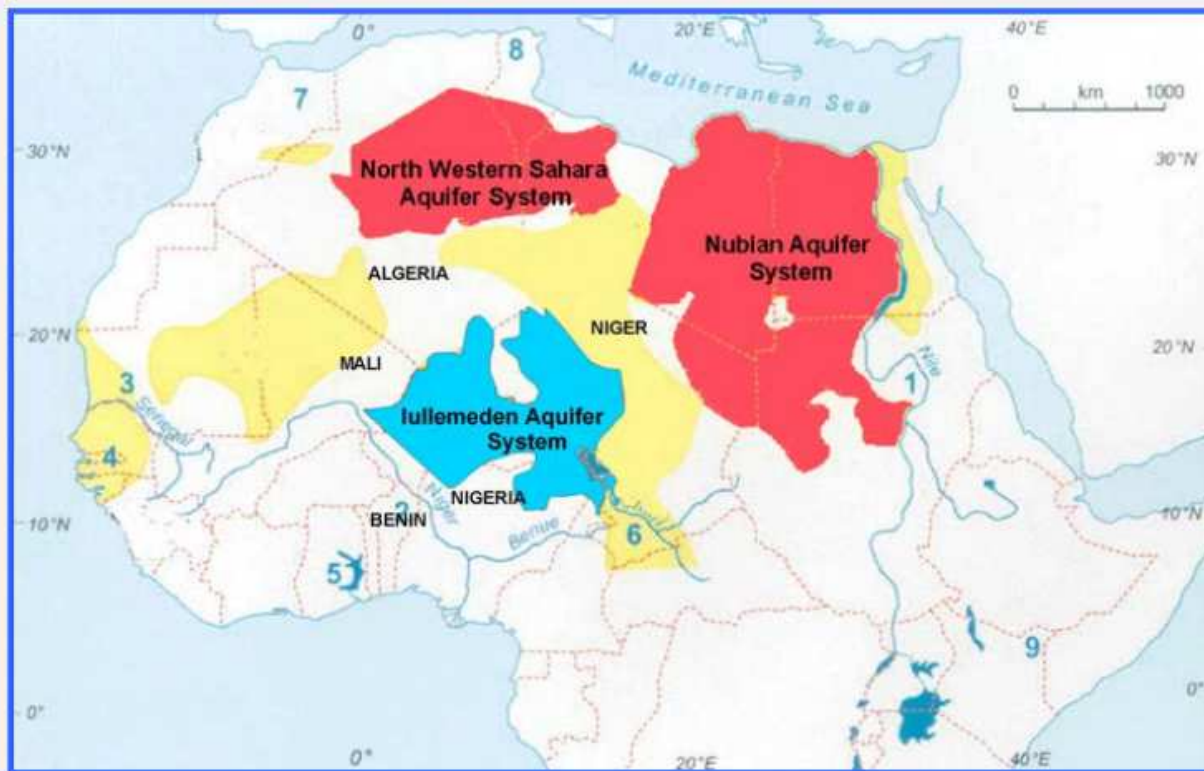 0°
20°E
40°E
8
Mediterranean Sea
0 km 1000
7
30°N
30°N
North Western Sahara
Aquifer System
Nubian Aquifer
System
ALGERIA
NIGER
20°N
20°N
MALI
Nile
1
3
Senegal
Iullemeden Aquifer
System
4
NIGERIA
Niger
2
BENIN
10°N
10°N
Benue
6
5
9
0°
0°
0°
20°E
40°E